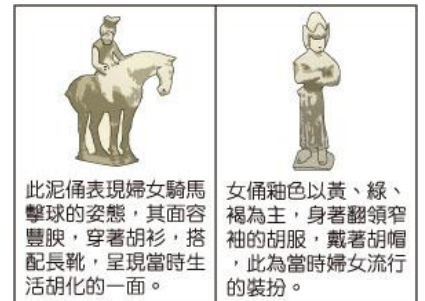 此泥俑表現婦女騎馬
擊球的姿態，其面容
豐腴，穿著胡衫，搭
配長靴，呈現當時生
活胡化的一面。
女俑釉色以黃、綠、
褐為主，身著翻領窄
袖的胡服，戴著胡帽
，此為當時婦女流行
的裝扮。